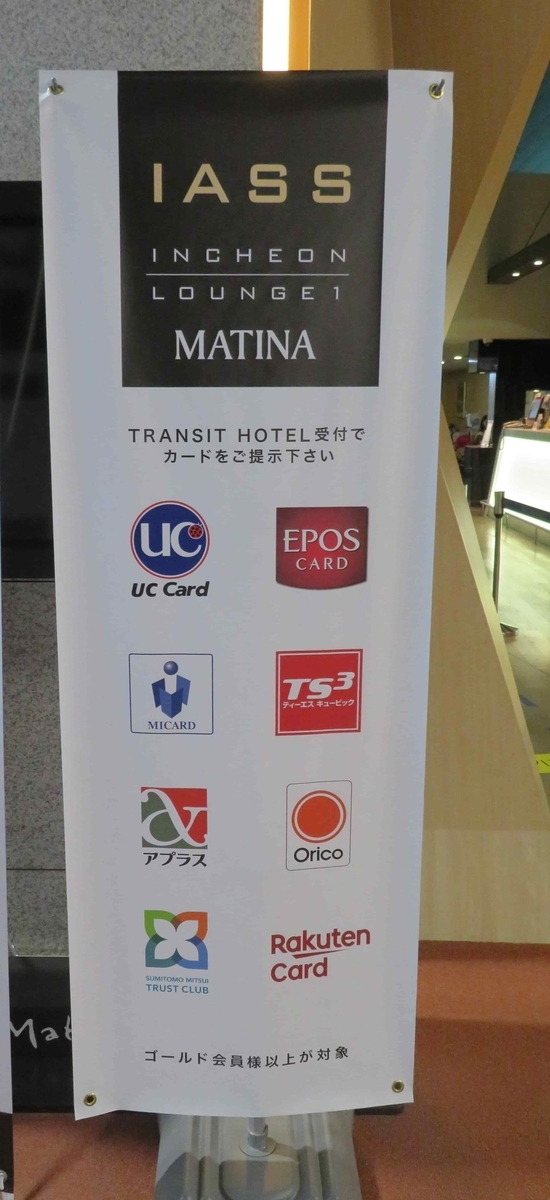 IASS
INCHEON
LOUNGE1
MATINA
TRANSIT HOTEL受付で
カードをご提示下さい
UC
UC Card
EPOS
CARD
MICARD
TS3
ティーエス キュービック
&
アプラス
Orico
SUMITOMO MITSUI
TRUST CLUB
Rakuten
Card
ゴールド会員様以上が対象